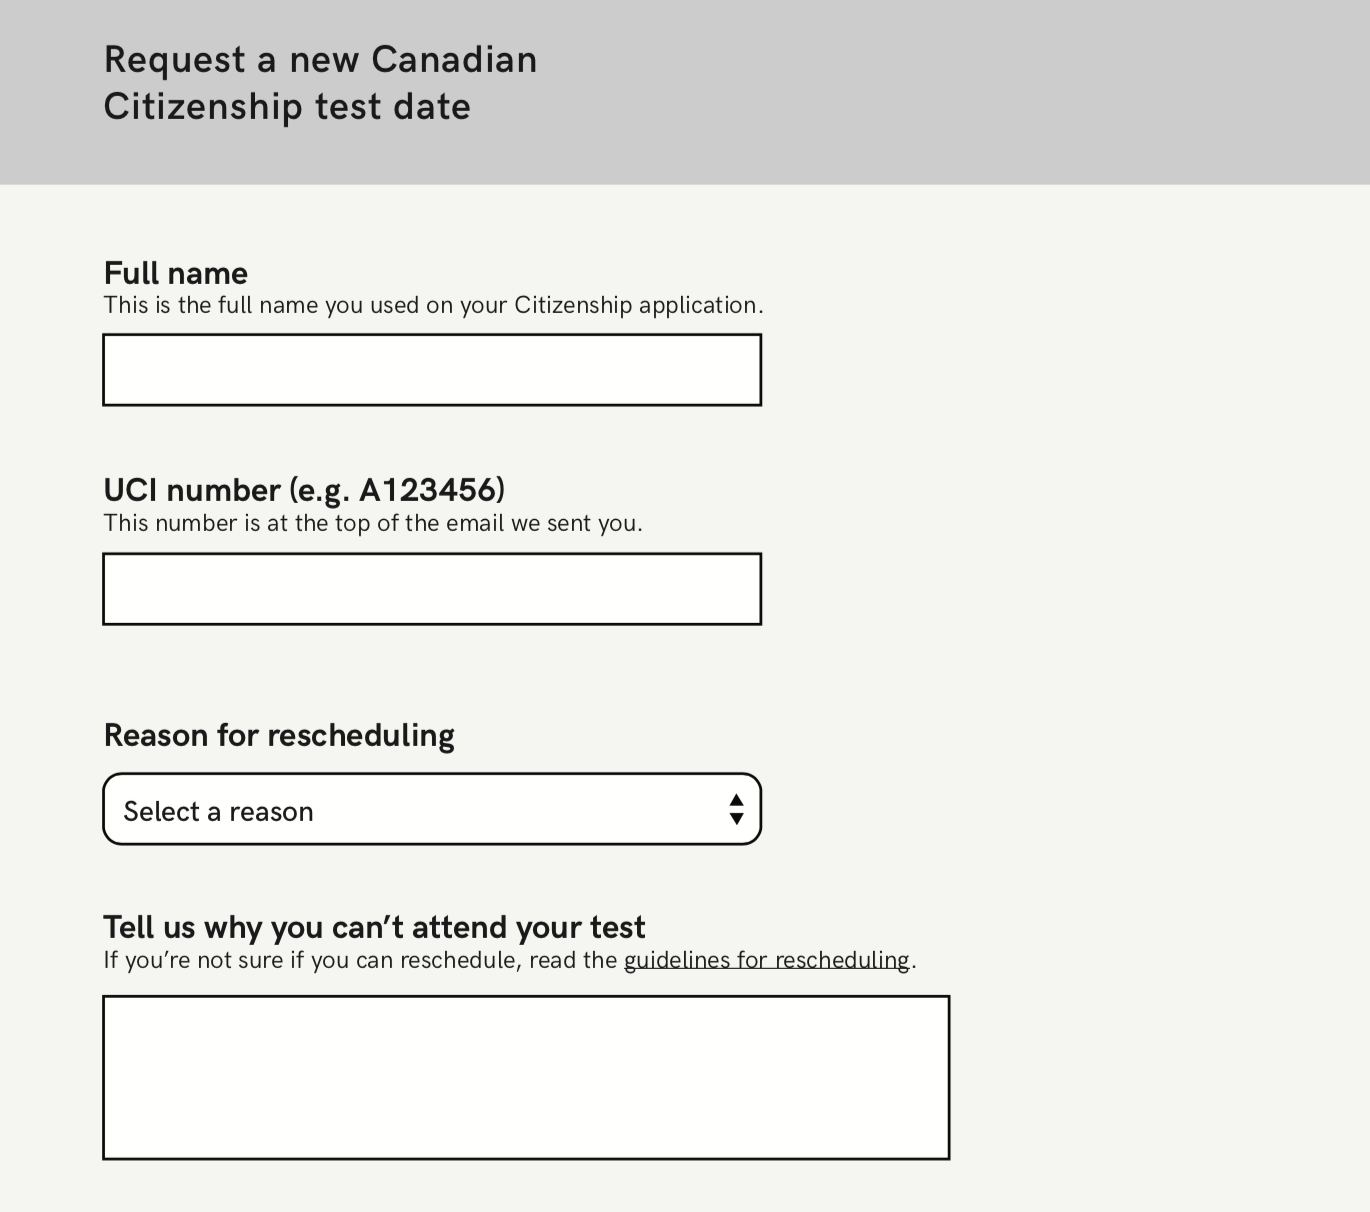 Request a new Canadian
Citizenship test date
Full name
This is the full name you used on your Citizenship application.
UCI number (e.g. A123456)
This number is at the top of the email we sent you.
Reason for rescheduling
Select a reason
Tell us why you can’t attend your test
If you’re not sure if you can reschedule, read the guidelines for rescheduling.